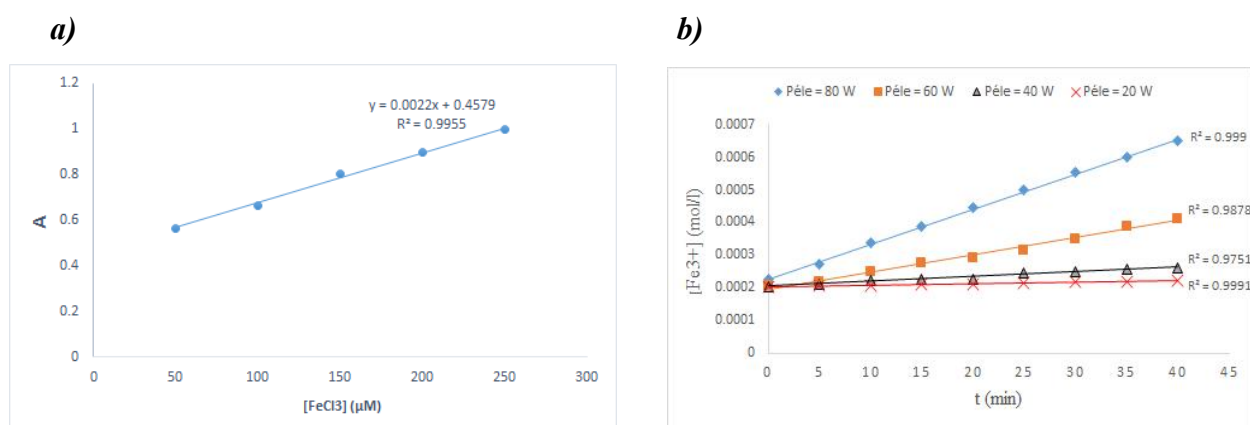 a)
1.2
1
0.8
0.6
0.4
0.2
0
A
y = 0.0022x + 0.4579
R² = 0.9955
0 50 100 150 200 250 300
[FeCl3] (µM)
b)
Péle = 80 W Péle = 60 W Péle = 40 W Péle = 20 W
0.0007
0.0006
0.0005
0.0004
0.0003
0.0002
0.0001
0
[Fe3+] (mol/l)
R² = 0.999
R² = 0.9878
R² = 0.9751
R² = 0.9991
0 5 10 15 20 25 30 35 40 45
t (min)